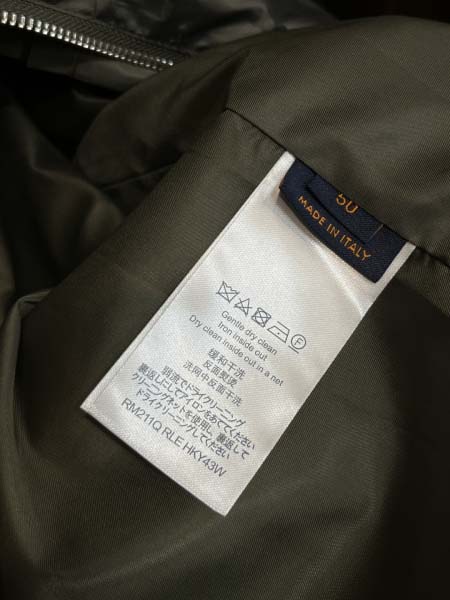 50
MADE IN ITALY
Gentle dry clean
Iron inside out
Dry clean inside out in a net
缓和干洗
反面熨烫
洗网中反面干洗
弱流でドライクリーニング
裏返しにしてアイロンをあててください
クリーニングネットを使用し、裏返して
ドライクリーニングしてください
RM211Q RLE HKY43W